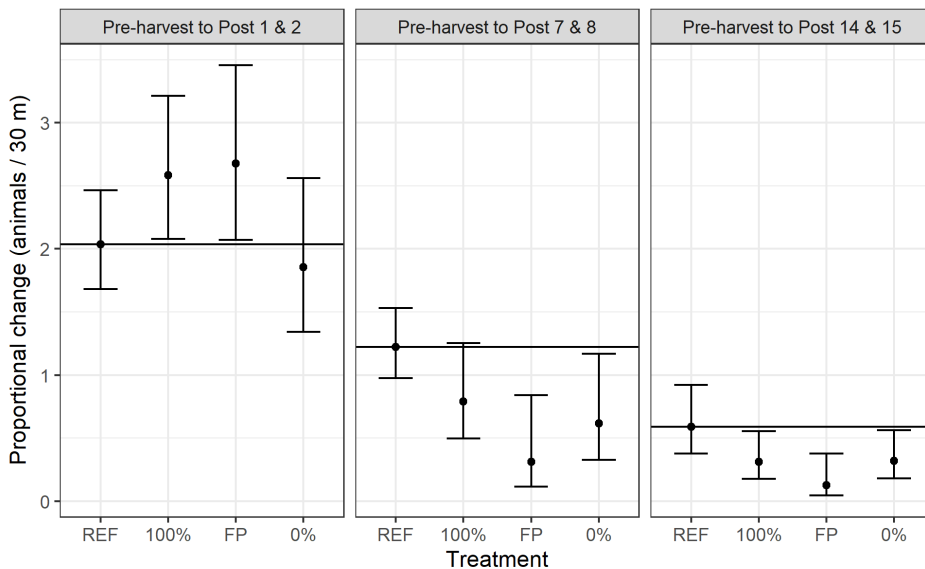 Pre-harvest to Post 1 & 2
Pre-harvest to Post 7 & 8
Pre-harvest to Post 14 & 15
Proportional change (animals / 30 m)
3
2
1
0
REF 100% FP 0%
REF 100% FP 0%
REF 100% FP 0%
Treatment